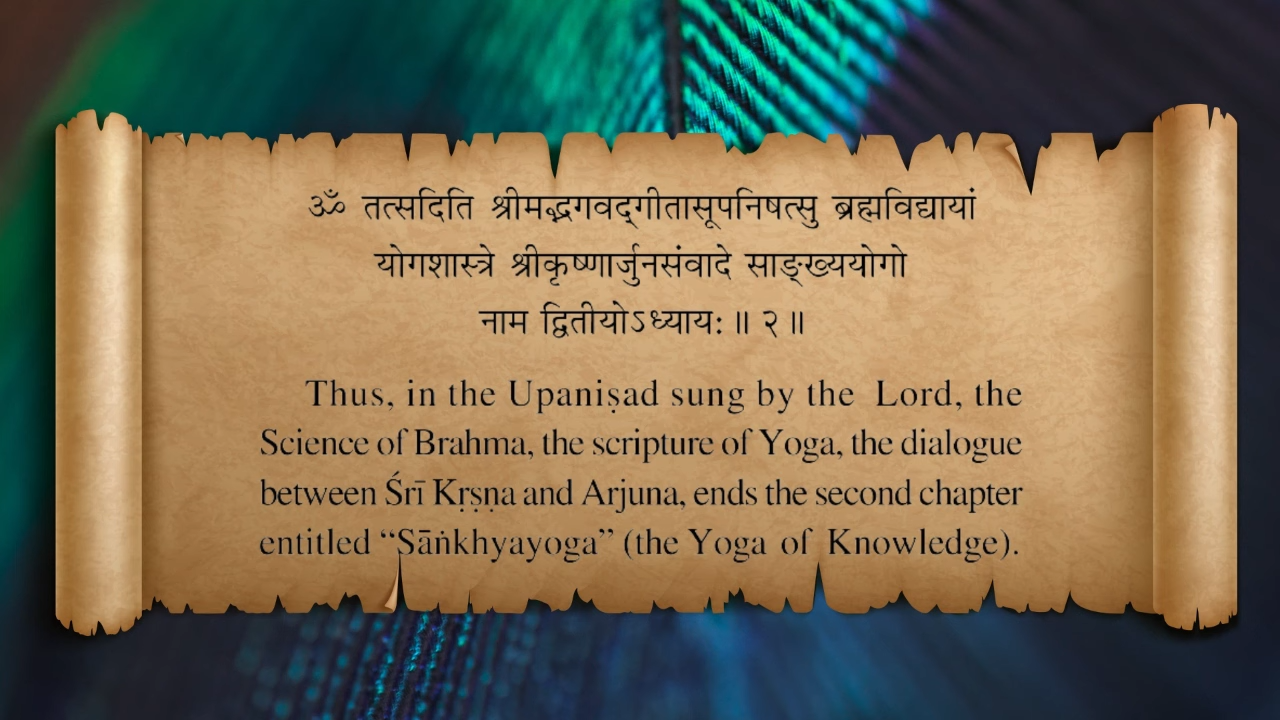 ॐ तत्सदिति श्रीमद्भगवद्गीतासूपनिषत्सु ब्रह्मविद्यायां
योगशास्त्रे श्रीकृष्णार्जुनसंवादे साङ्ख्ययोगो
नाम द्वितीयोऽध्यायः ॥ २ ॥
Thus, in the Upaniṣad sung by the Lord, the
Science of Brahma, the scripture of Yoga, the dialogue
between Śrī Kṛṣṇa and Arjuna, ends the second chapter
entitled “Sāṅkhyayoga” (the Yoga of Knowledge).